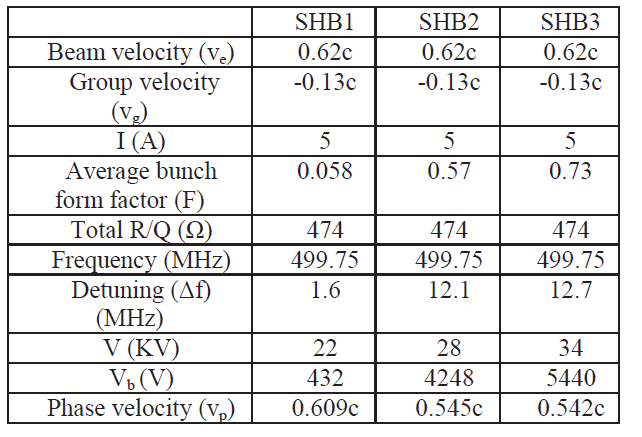 SHB1 SHB2 SHB3
Beam velocity (vₑ) 0.62c 0.62c 0.62c
Group velocity -0.13c -0.13c -0.13c
(v_g)
I (A) 5 5 5
Average bunch 0.058 0.57 0.73
form factor (F)
Total R/Q (Ω) 474 474 474
Frequency (MHz) 499.75 499.75 499.75
Detuning (Δf) 1.6 12.1 12.7
(MHz)
V (KV) 22 28 34
V_b (V) 432 4248 5440
Phase velocity (vₚ) 0.609c 0.545c 0.542c